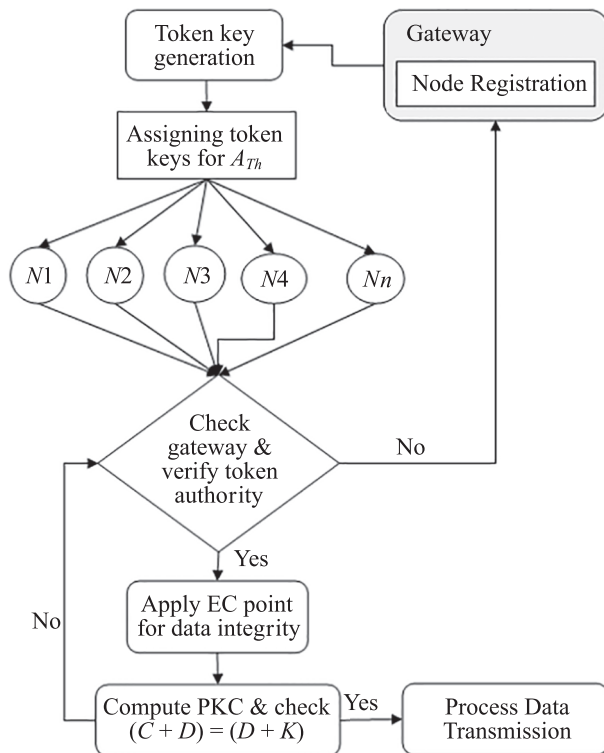 Token key
generation
Gateway
Node Registration
Assigning token
keys for A_Th
N1
N2
N3
N4
Nn
Check
gateway &
verify token
authority
No
Yes
Apply EC point
for data integrity
No
Compute PKC & check
(C + D) = (D + K)
Yes
Process Data
Transmission